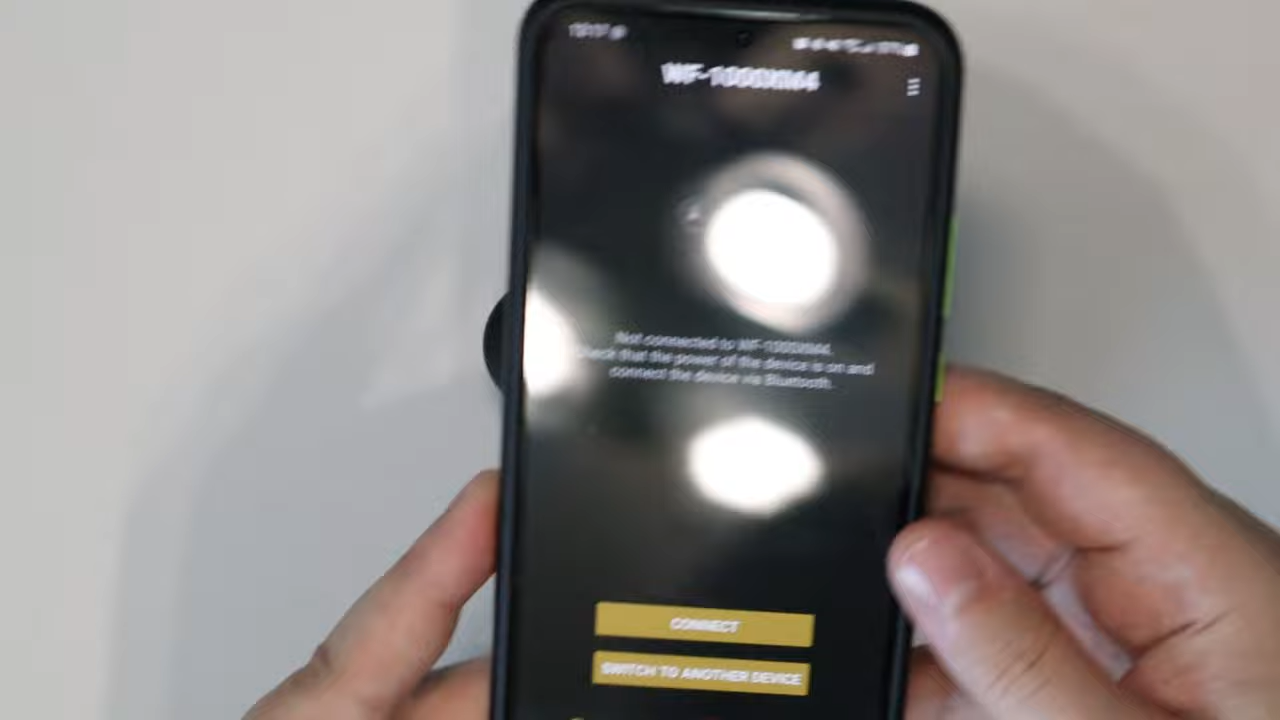 WF-1000XM4
Not connected to WF-1000XM4.
Check that the power of the device is on and
connect the device via Bluetooth.
CONNECT
SWITCH TO ANOTHER DEVICE